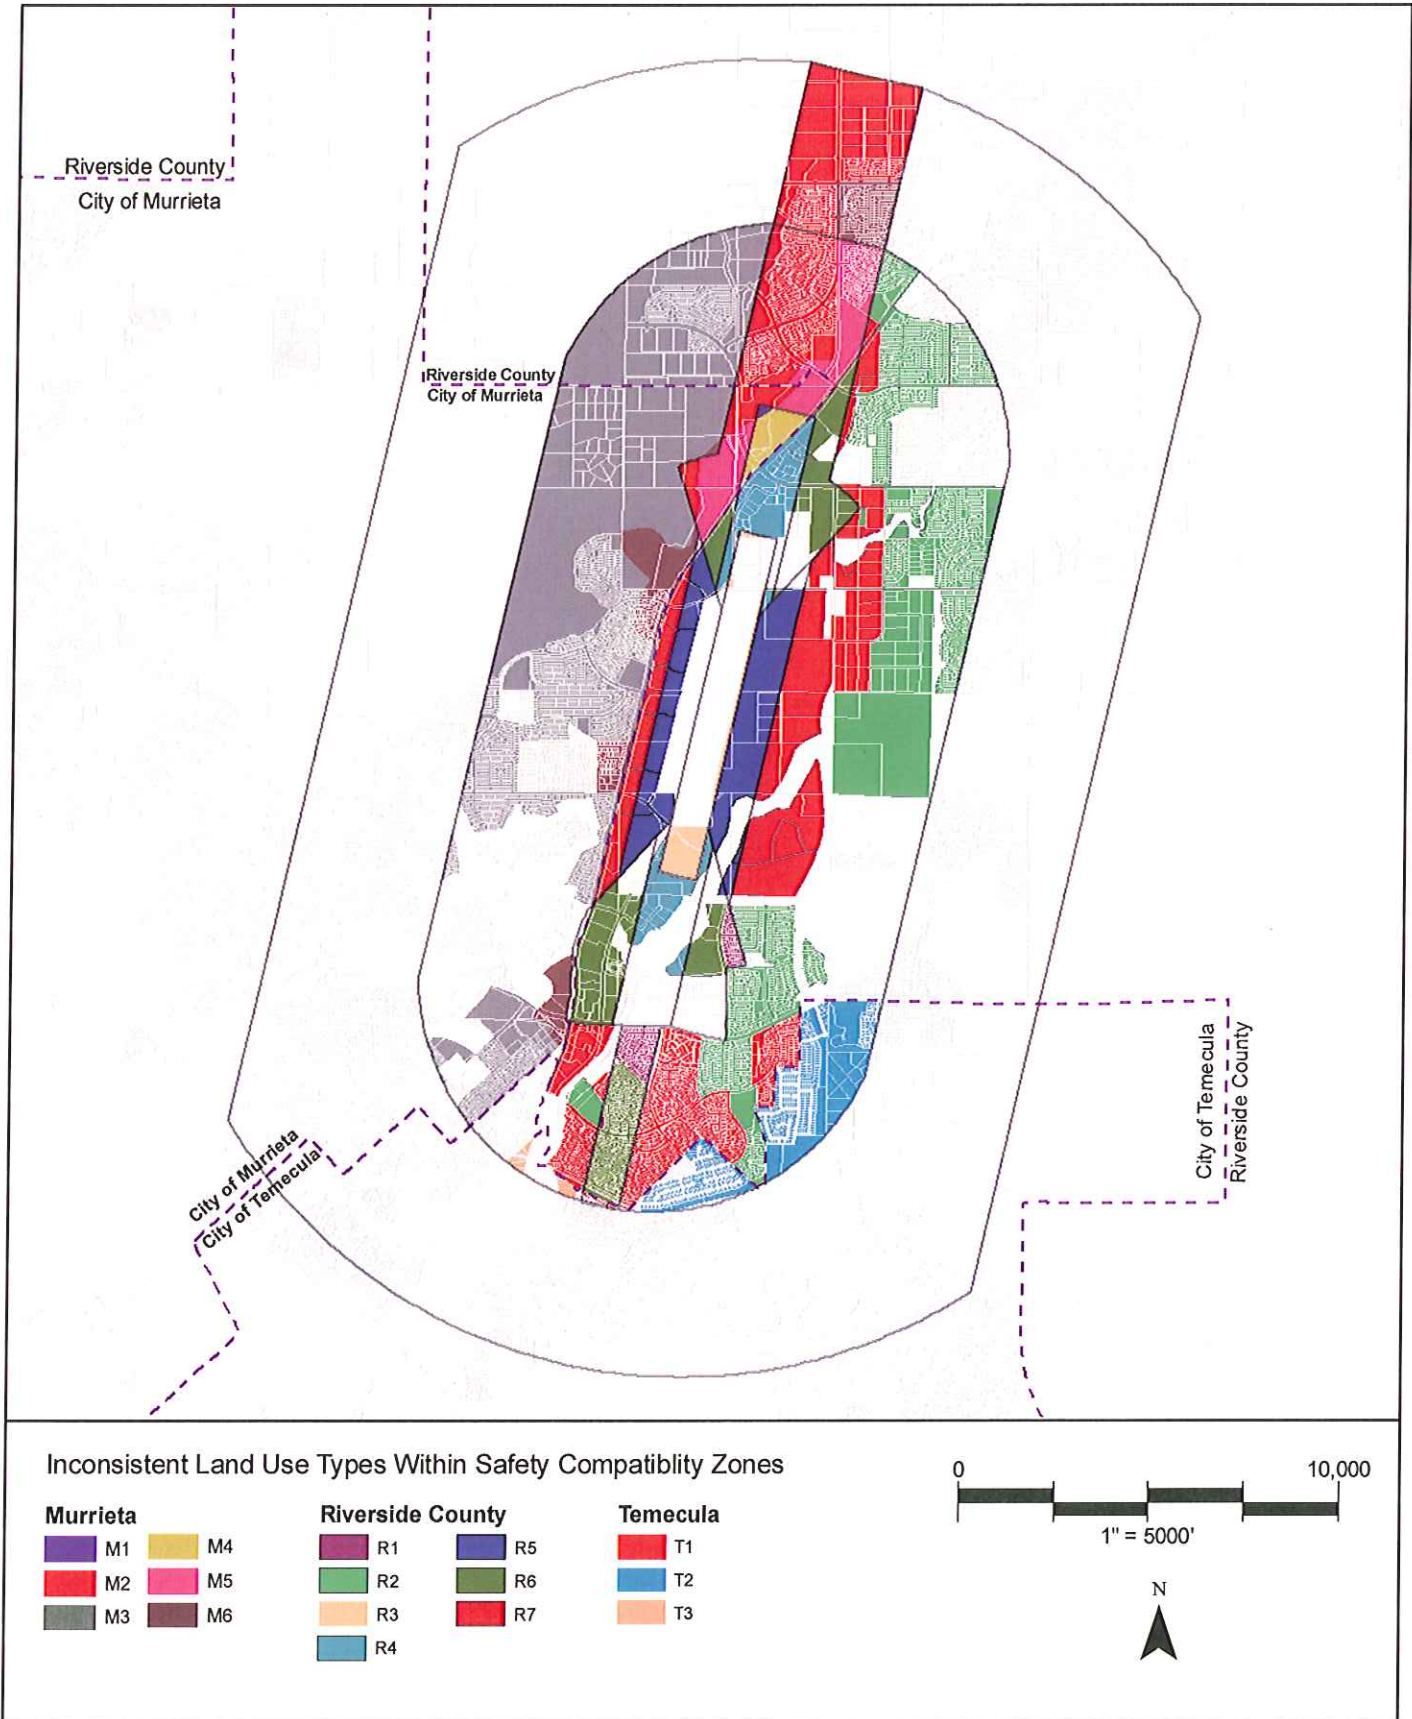 Riverside County
City of Murrieta
Riverside County
City of Murrieta
City of Temecula
Riverside County
City of Murrieta
City of Temecula
Inconsistent Land Use Types Within Safety Compatiblity Zones
Murrieta
M1
M2
M3
M4
M5
M6
Riverside County
R1
R2
R3
R4
R5
R6
R7
Temecula
T1
T2
T3
0 10,000
1" = 5000'
N